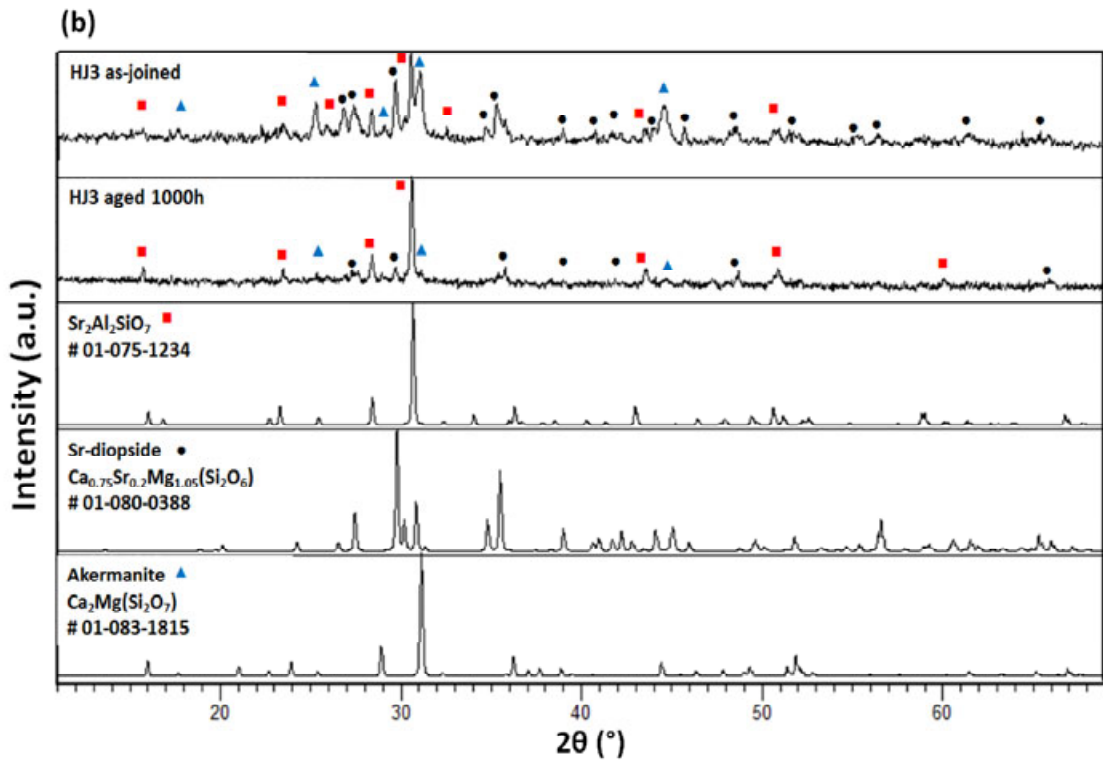 (b)
HJ3 as-joined
HJ3 aged 1000h
Sr₂Al₂SiO₇
# 01-075-1234
Sr-diopside
Ca₀.₇₅Sr₀.₂Mg₁.₀₅(Si₂O₆)
# 01-080-0388
Akermanite
Ca₂Mg(Si₂O₇)
# 01-083-1815
Intensity (a.u.)
20 30 40 50 60
2θ (°)